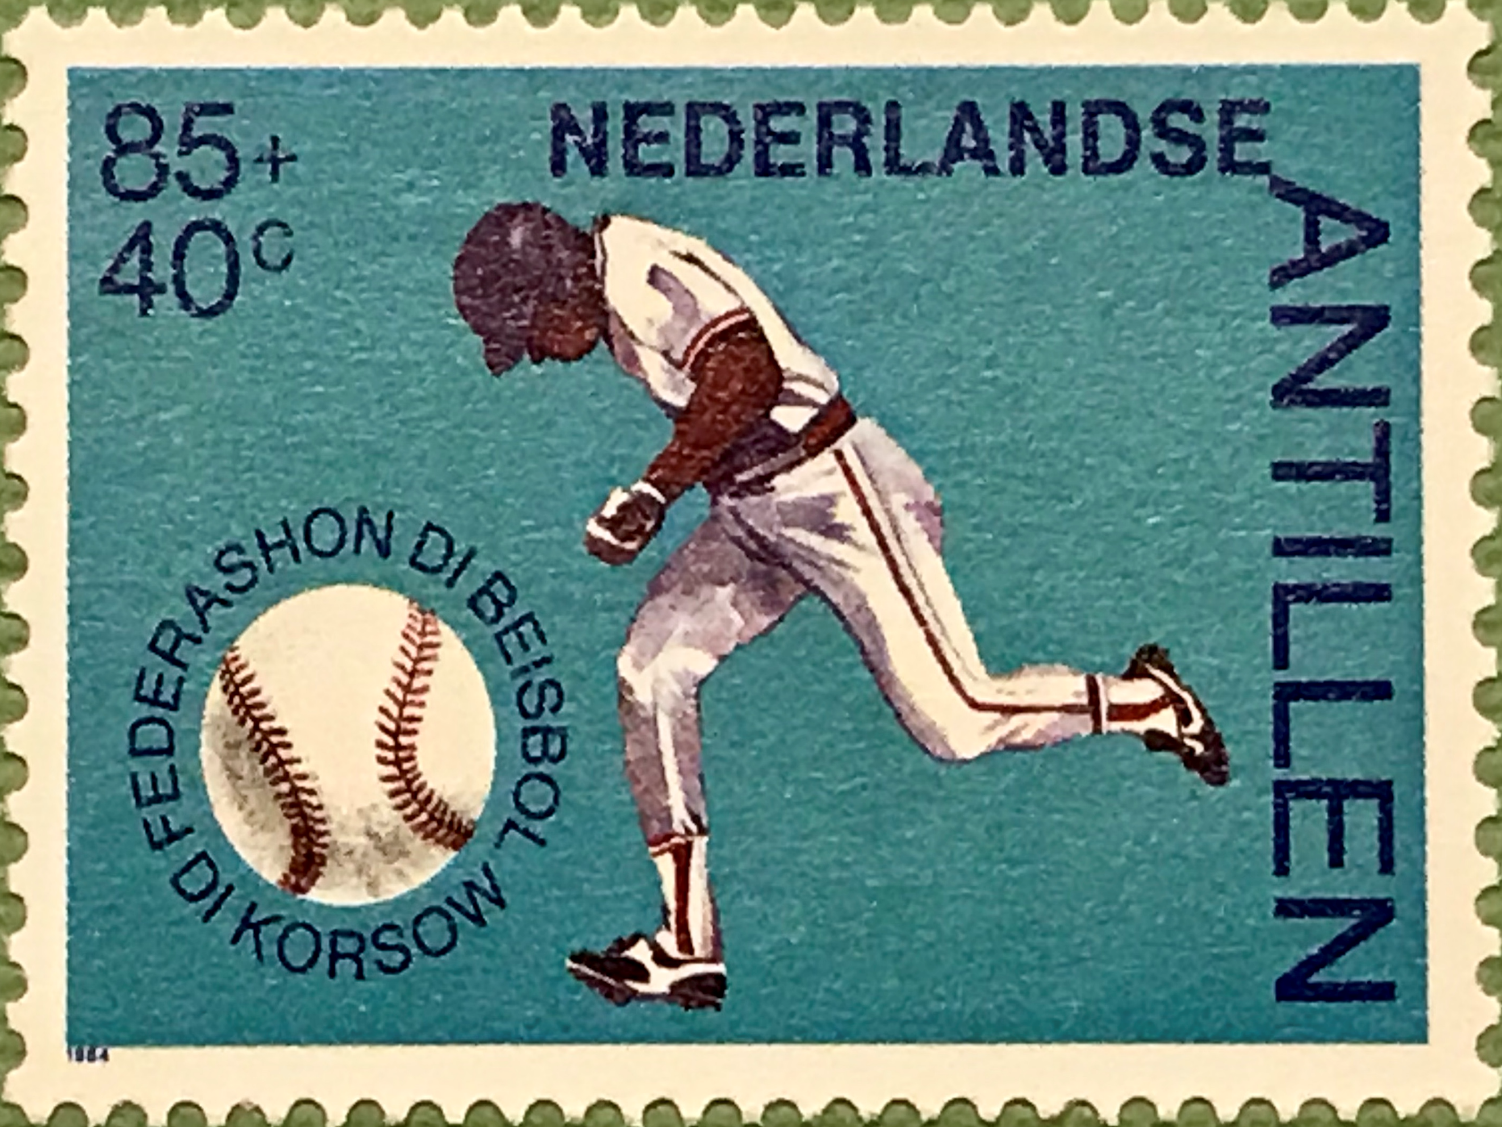 85+
40c
NEDERLANDSE
ANTILLEN
FEDERASHON DI BEISBOL DI KORSOW
1984